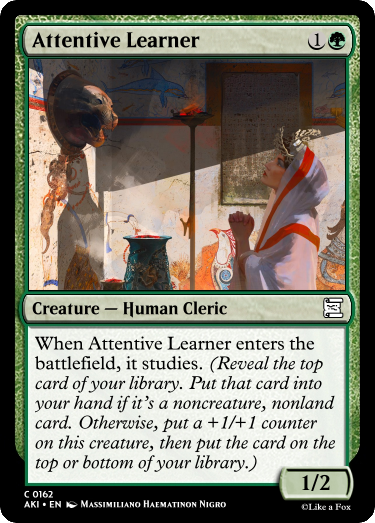 Attentive Learner 1
Creature — Human Cleric
When Attentive Learner enters the
battlefield, it studies. (Reveal the top
card of your library. Put that card into
your hand if it's a noncreature, nonland
card. Otherwise, put a +1/+1 counter
on this creature, then put the card on the
top or bottom of your library.)
1/2
C 0162
AKI • EN Massimiliano Haematinon Nigro
©Like a Fox